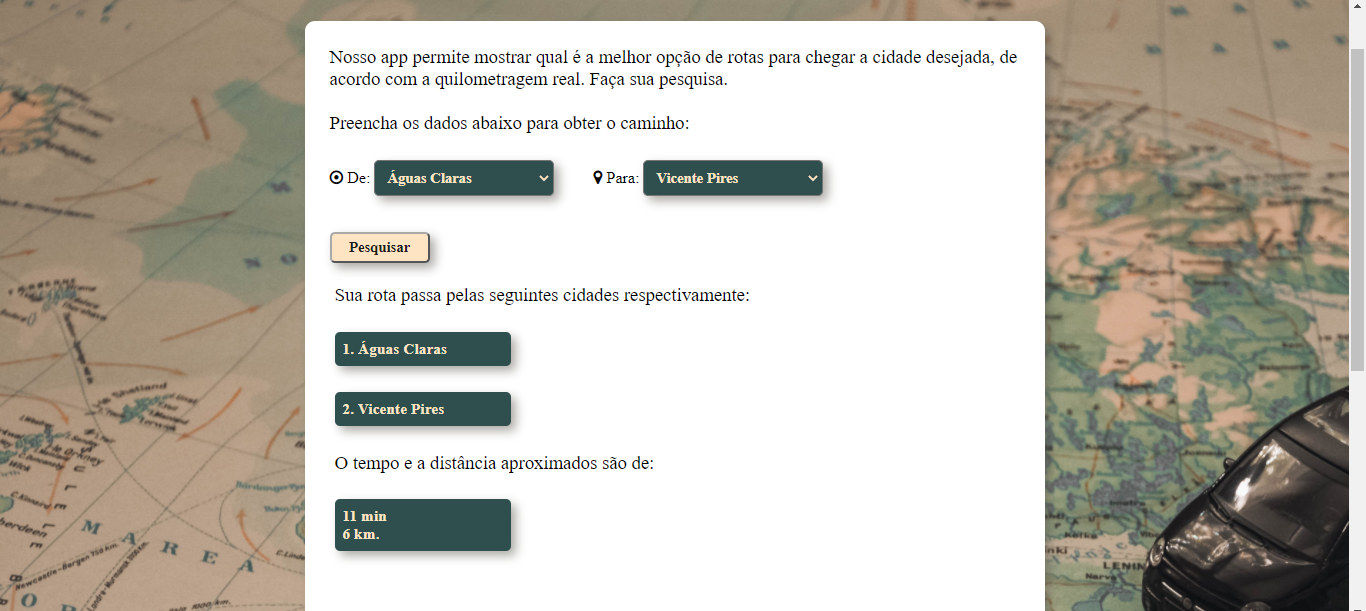 Nosso app permite mostrar qual é a melhor opção de rotas para chegar a cidade desejada, de
acordo com a quilometragem real. Faça sua pesquisa.
Preencha os dados abaixo para obter o caminho:
De: Águas Claras Para: Vicente Pires
Pesquisar
Sua rota passa pelas seguintes cidades respectivamente:
1. Águas Claras
2. Vicente Pires
O tempo e a distância aproximados são de:
11 min
6 km.
M A R E A
LENIN